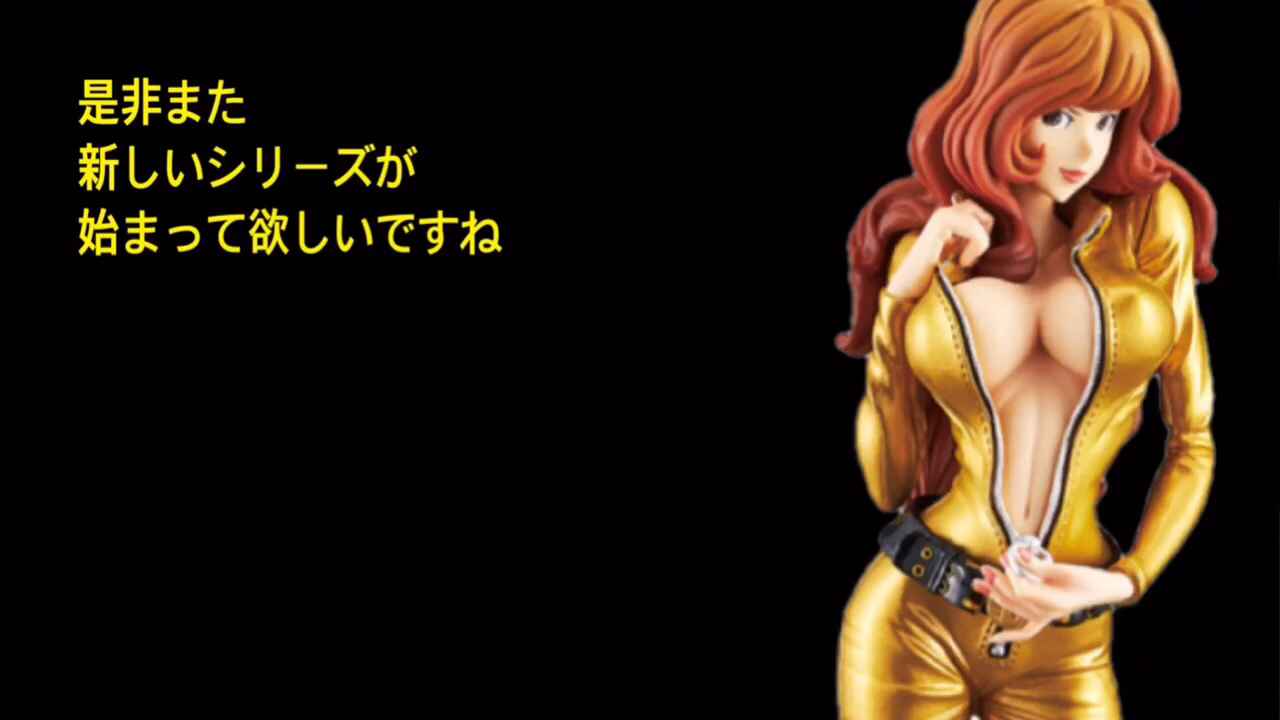 是非また
新しいシリーズが
始まって欲しいですね